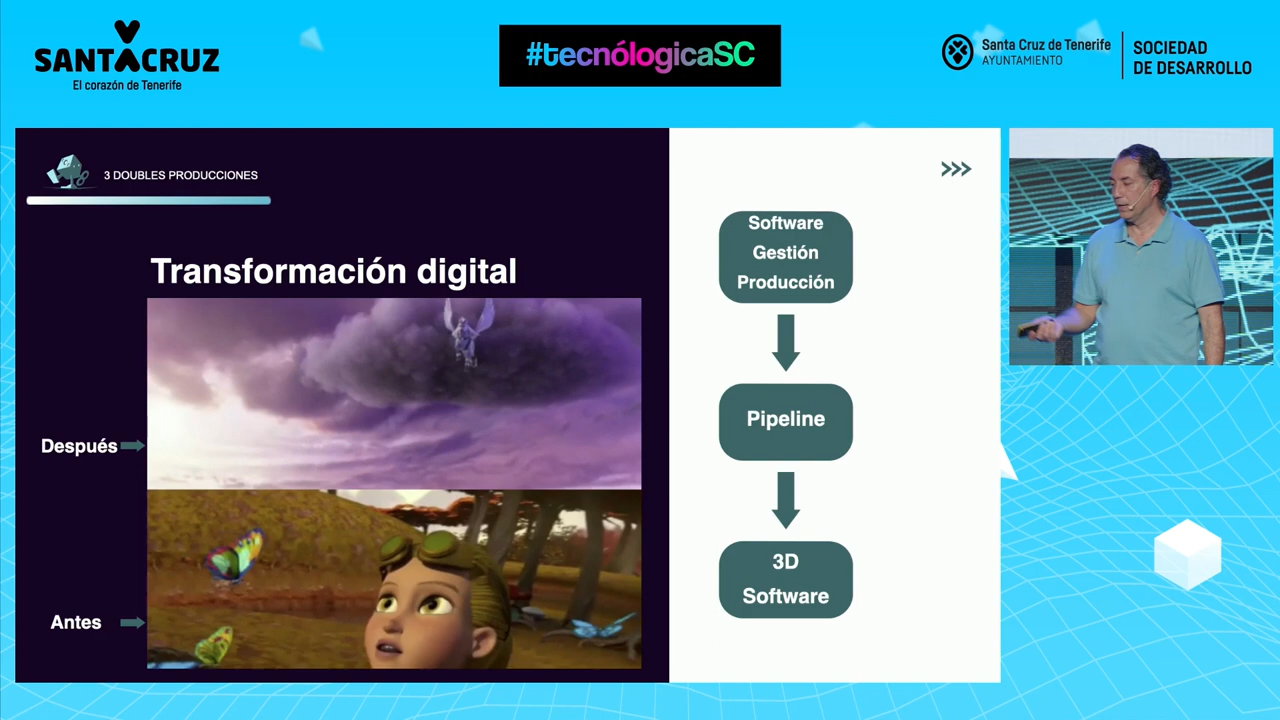 SANTACRUZ
El corazón de Tenerife
#tecnólogicaSC
Santa Cruz de Tenerife
AYUNTAMIENTO
SOCIEDAD
DE DESARROLLO
3 DOUBLES PRODUCCIONES
Transformación digital
Después
Antes
Software
Gestión
Producción
Pipeline
3D
Software